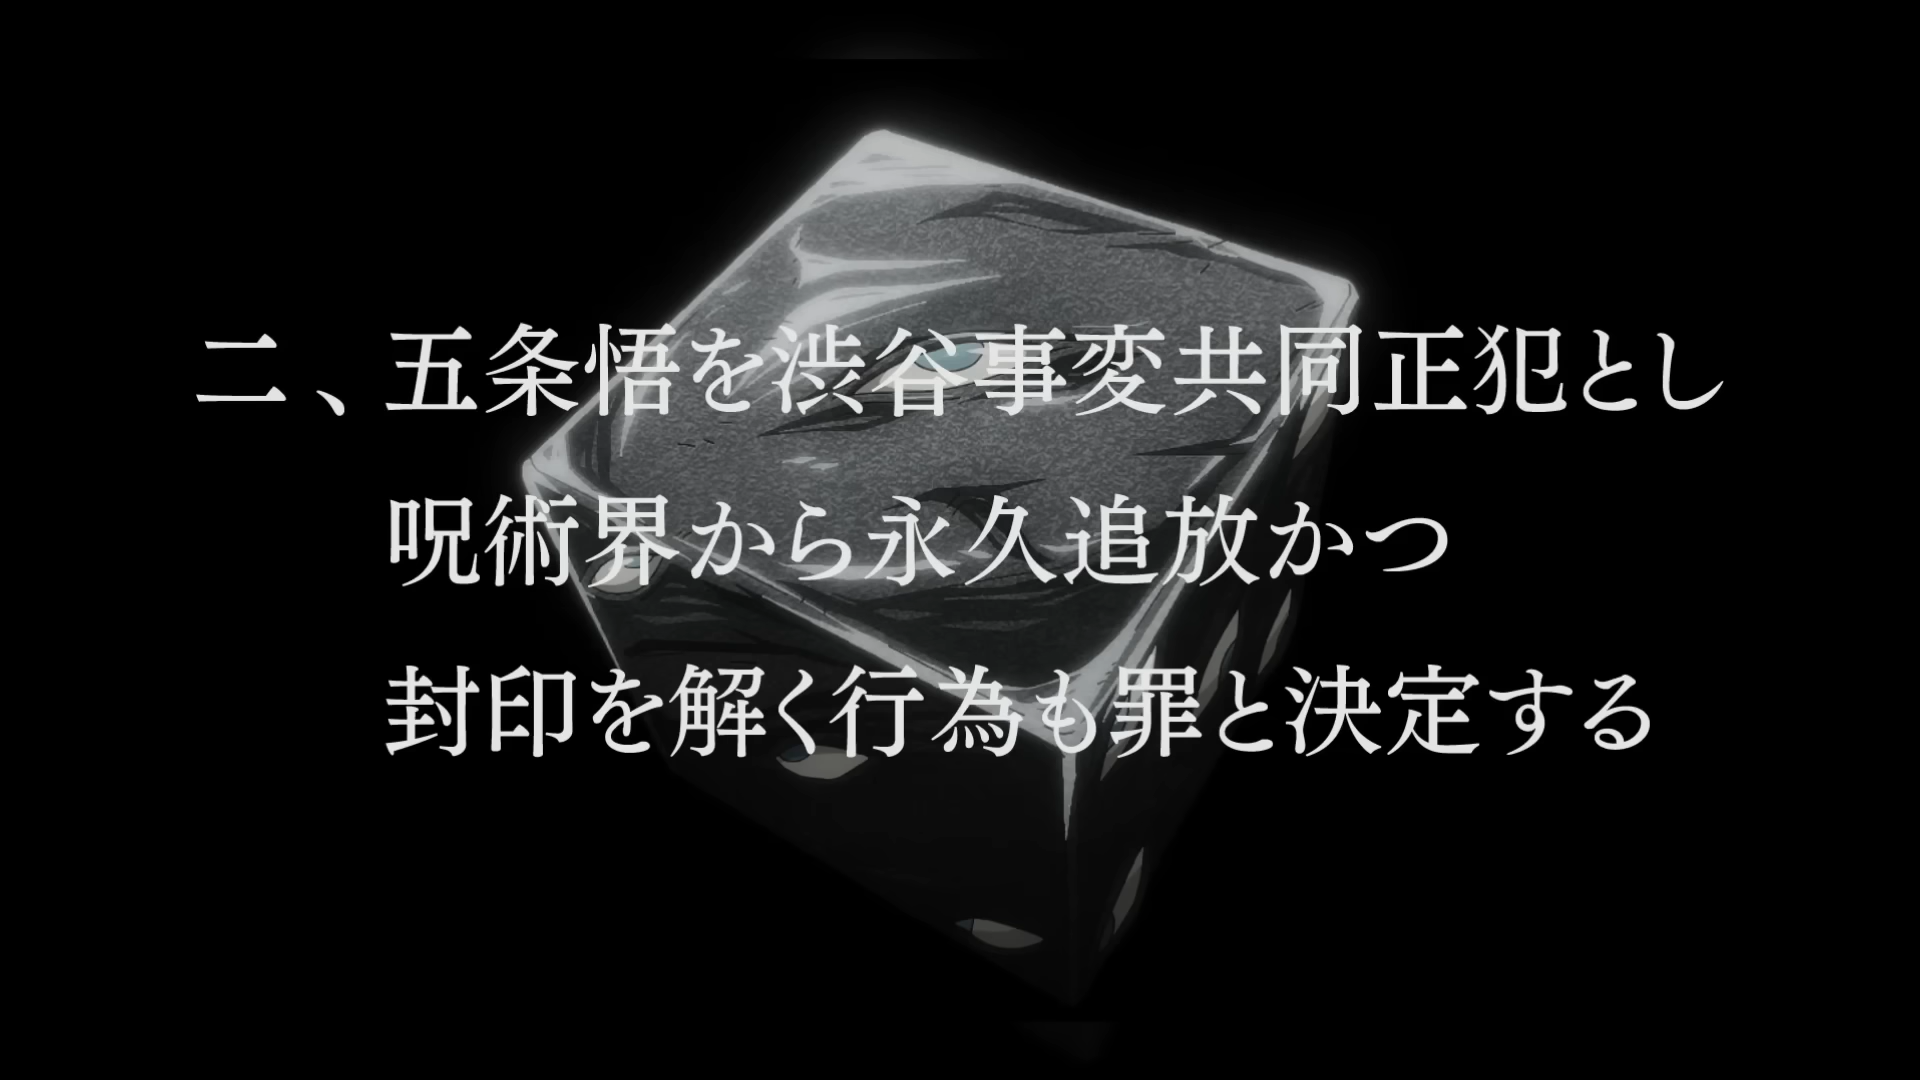 二、五条悟を渋谷事変共同正犯とし
呪術界から永久追放かつ
封印を解く行為も罪と決定する